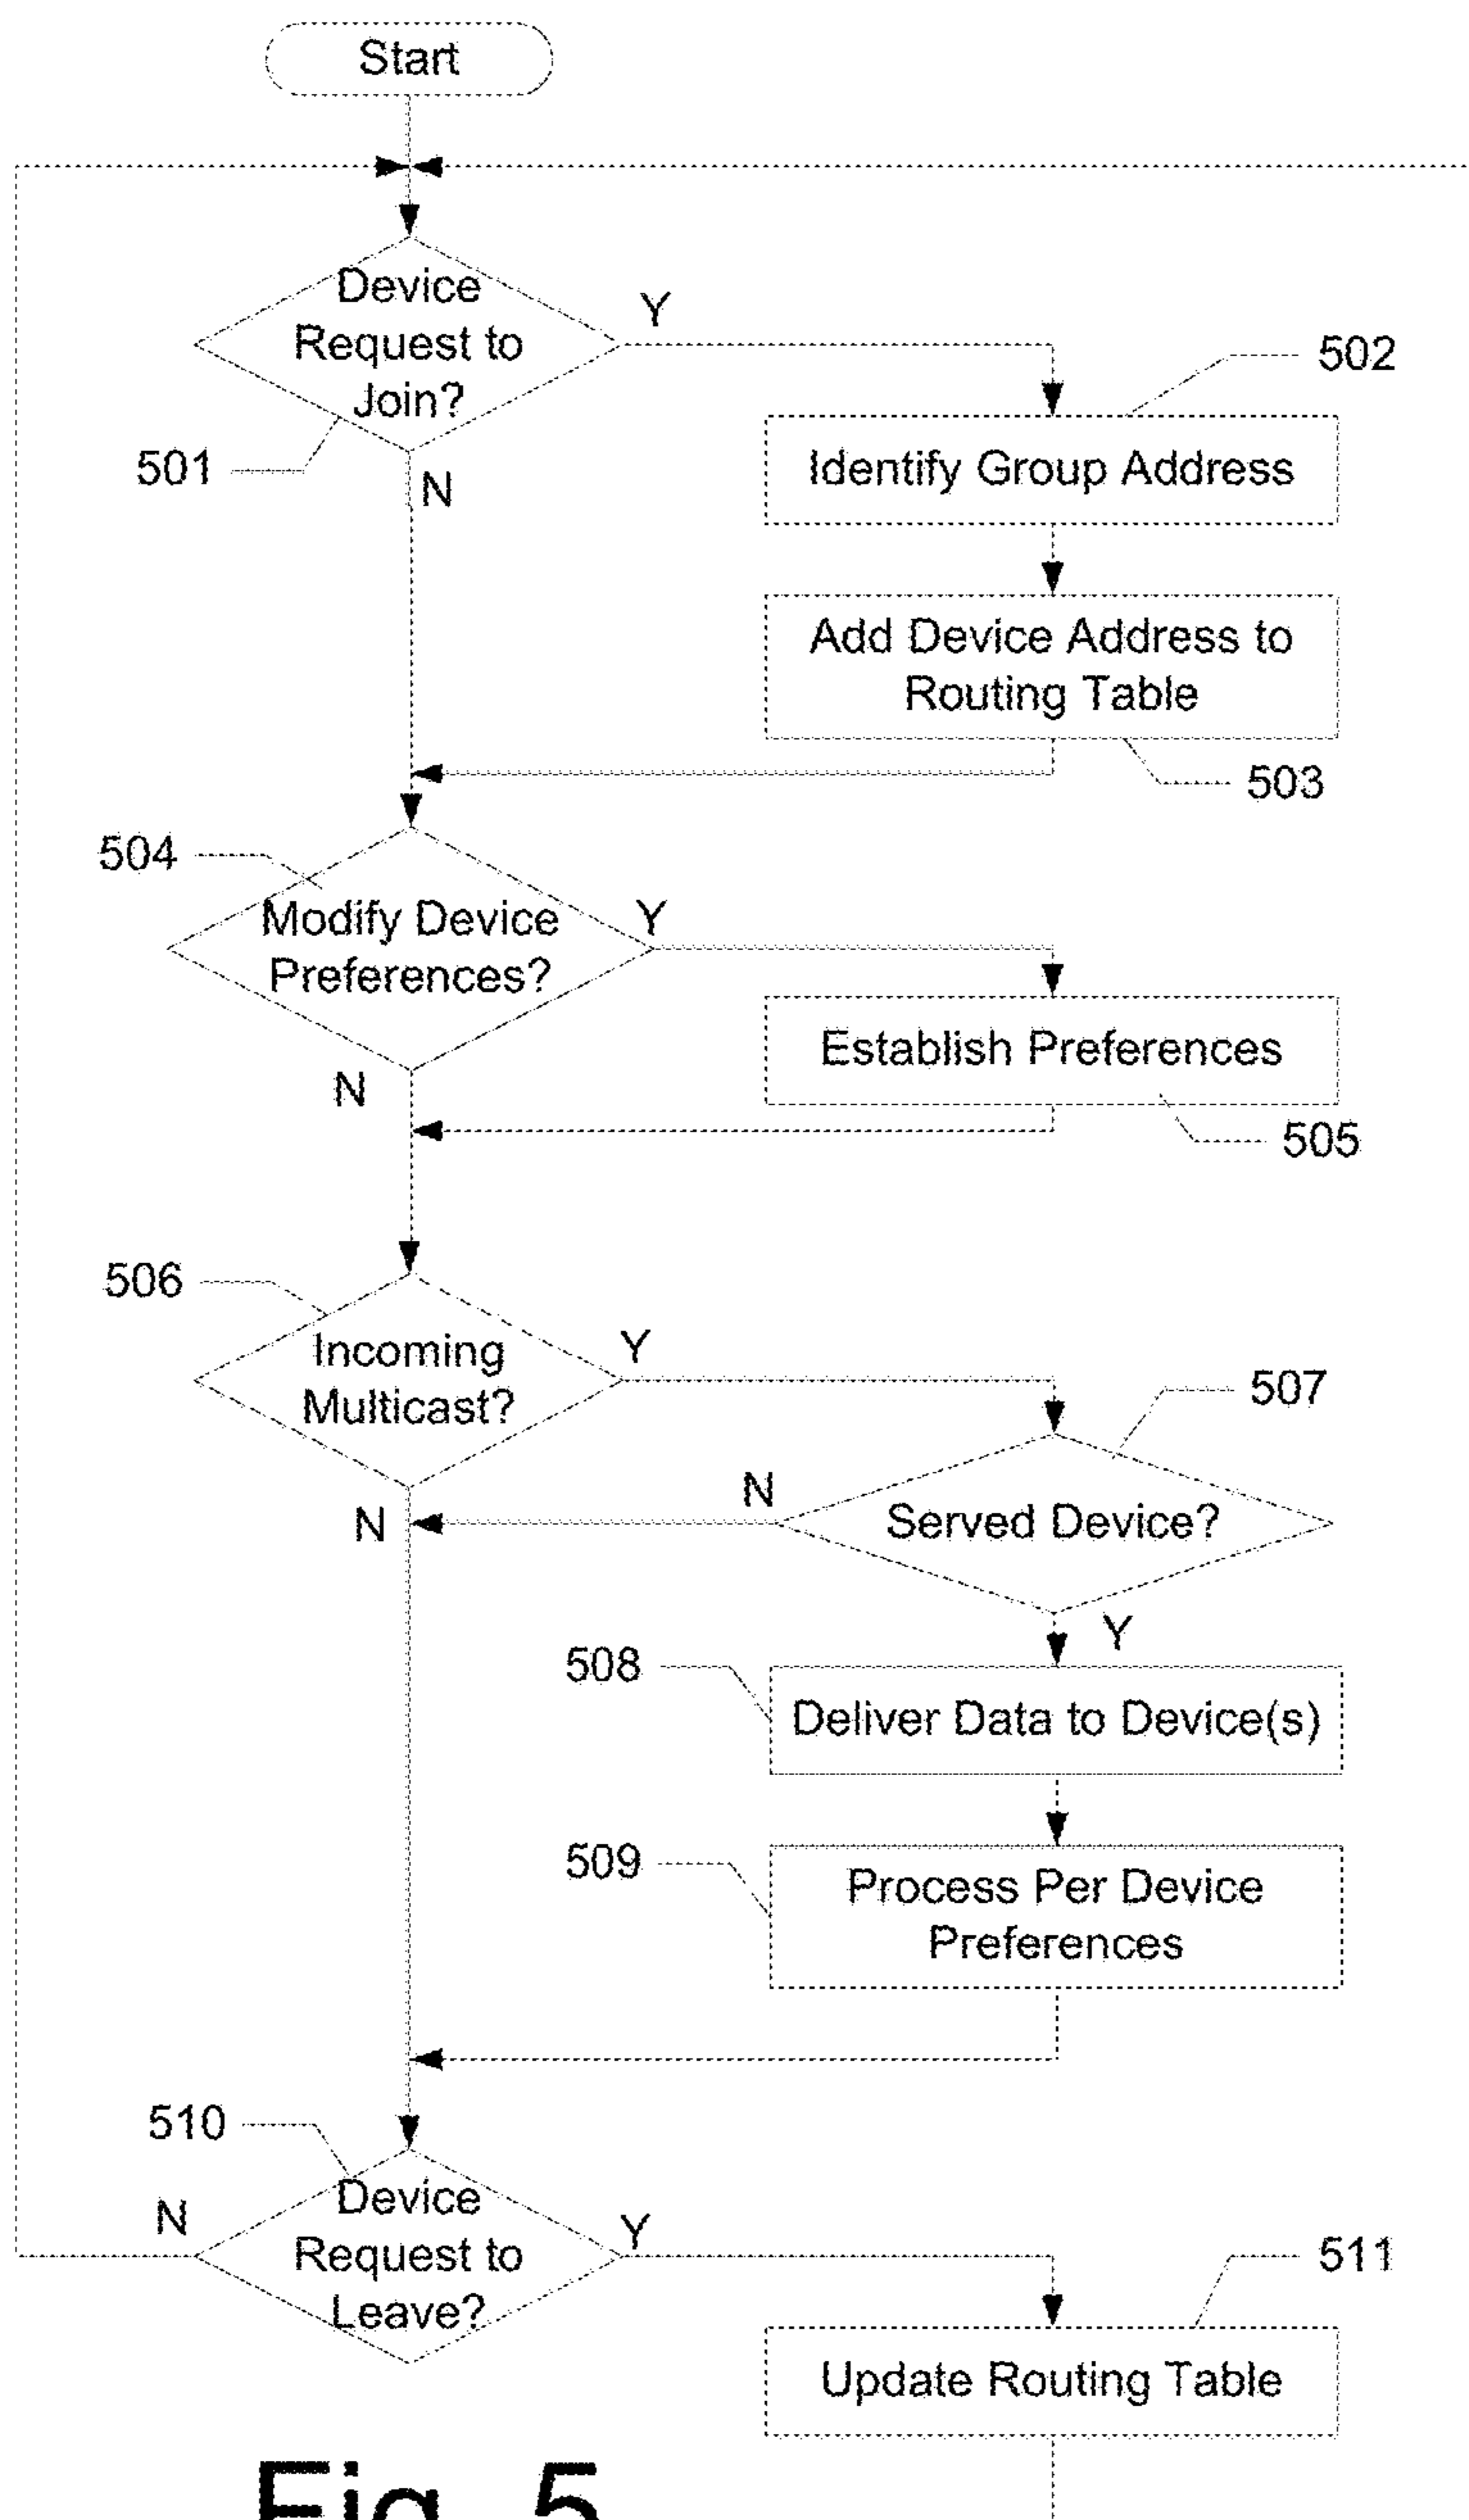 Start
Device
Request to
Join?
Y
502
501
N
Identify Group Address
Add Device Address to
Routing Table
503
504
Modify Device
Preferences?
Y
N
Establish Preferences
505
506
Incoming
Multicast?
Y
507
N
N
Served Device?
Y
508
Deliver Data to Device(s)
509
Process Per Device
Preferences
510
N
Device
Request to
Leave?
Y
511
Update Routing Table
Fig. 5